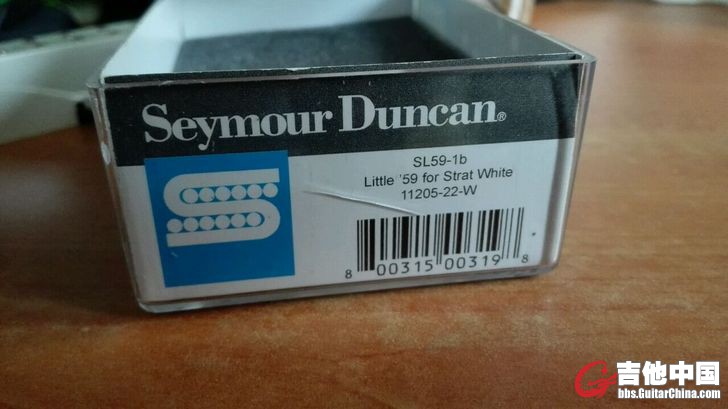 Seymour Duncan®
SL59-1b
Little '59 for Strat White
11205-22-W
8 00315 00319 8
吉他中国
bbs.GuitarChina.com